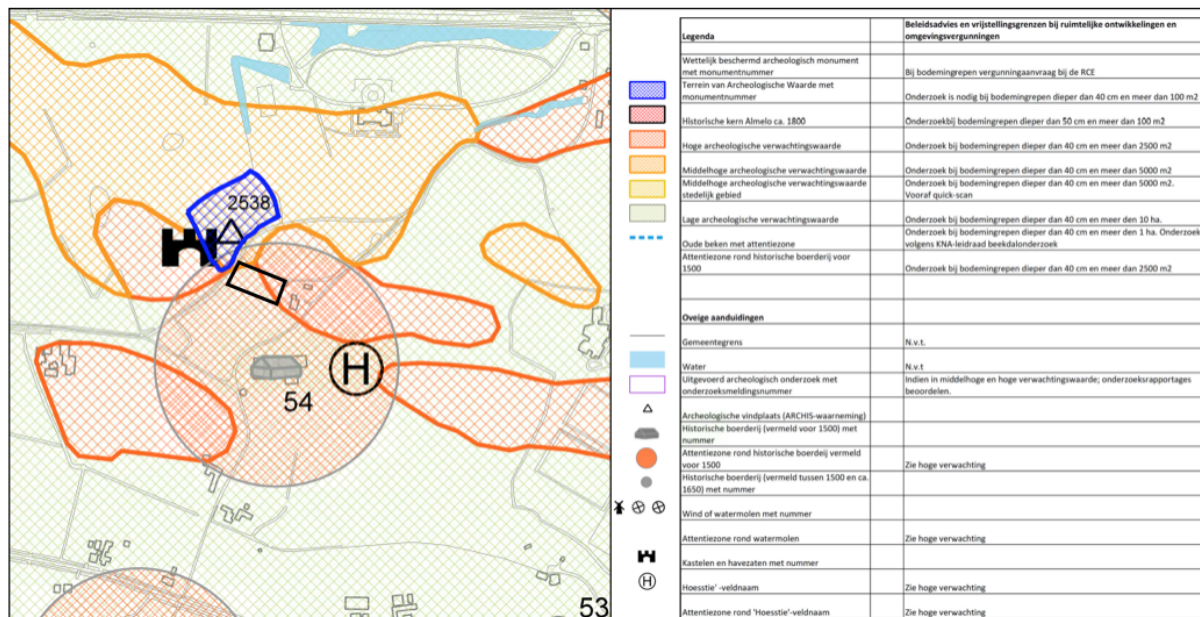 2538
H
54
53
Legenda
Beleidsadvies en vrijstellingsgrenzen bij ruimtelijke ontwikkelingen en
omgevingsvergunningen
Wettelijk beschermd archeologisch monument
met monumentnummer
Bij bodemingrepen vergunningaanvraag bij de RCE
Terrein van Archeologische Waarde met
monumentnummer
Onderzoek is nodig bij bodemingrepen dieper dan 40 cm en meer dan 100 m2
Historische kern Almelo ca. 1800
Onderzoekbij bodemingrepen dieper dan 50 cm en meer dan 100 m2
Hoge archeologische verwachtingswaarde
Onderzoek bij bodemingrepen dieper dan 40 cm en meer dan 2500 m2
Middelhoge archeologische verwachtingswaarde
Onderzoek bij bodemingrepen dieper dan 40 cm en meer dan 5000 m2
Middelhoge archeologische verwachtingswaarde
stedelijk gebied
Onderzoek bij bodemingrepen dieper dan 40 cm en meer dan 5000 m2.
Vooraf quick-scan
Lage archeologische verwachtingswaarde
Onderzoek bij bodemingrepen dieper dan 40 cm en meer den 10 ha.
Oude beken met attentiezone
Onderzoek bij bodemingrepen dieper dan 40 cm en meer den 1 ha. Onderzoek
volgens KNA-leidraad beekdalonderzoek
Attentiezone rond historische boerderij voor
1500
Onderzoek bij bodemingrepen dieper dan 40 cm en meer dan 2500 m2
Oveige aanduidingen
Gemeentegrens
N.v.t.
Water
N.v.t
Uitgevoerd archeologisch onderzoek met
onderzoeksmeldingsnummer
Indien in middelhoge en hoge verwachtingswaarde; onderzoeksrapportages
beoordelen.
Archeologische vindplaats (ARCHIS-waarneming)
Historische boerderij (vermeld voor 1500) met
nummer
Attentiezone rond historische boerdeij vermeld
voor 1500
Zie hoge verwachting
Historische boerderij (vermeld tussen 1500 en ca.
1650) met nummer
Wind of watermolen met nummer
Attentiezone rond watermolen
Zie hoge verwachting
Kastelen en havezaten met nummer
H
Hoesstie' -veldnaam
Zie hoge verwachting
Attentiezone rond 'Hoesstie'-veldnaam
Zie hoge verwachting